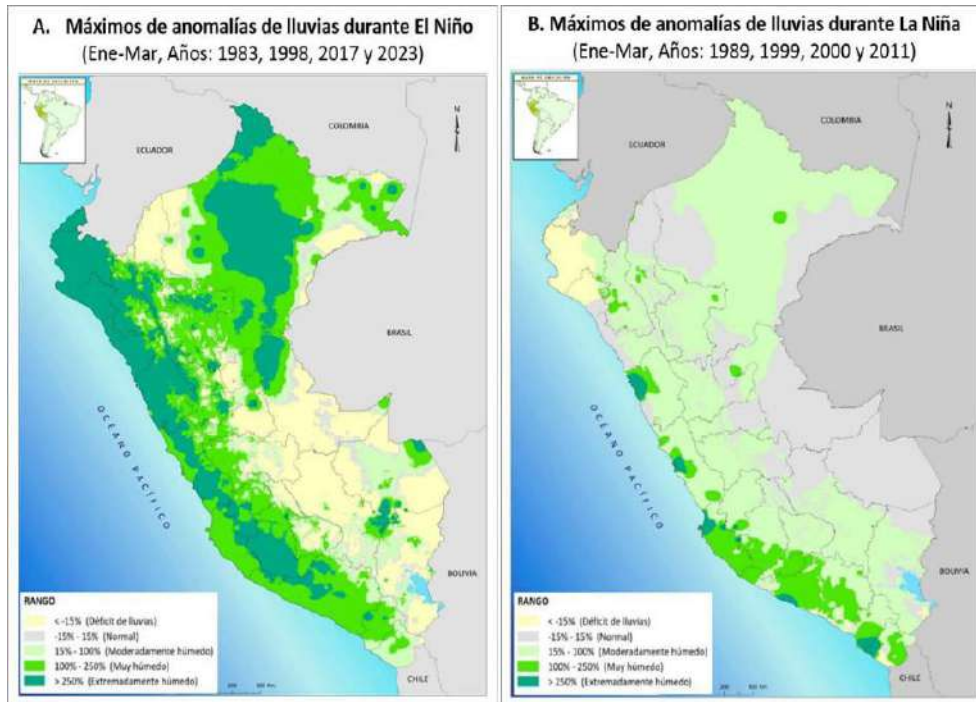 A. Máximos de anomalías de lluvias durante El Niño
(Ene-Mar, Años: 1983, 1998, 2017 y 2023)
COLOMBIA
ECUADOR
N
BRASIL
OCÉANO PACÍFICO
BOLIVIA
CHILE
RANGO
< -15% (Déficit de lluvias)
-15% - 15% (Normal)
15% - 100% (Moderadamente húmedo)
100% - 250% (Muy húmedo)
> 250% (Extremadamente húmedo)
B. Máximos de anomalías de lluvias durante La Niña
(Ene-Mar, Años: 1989, 1999, 2000 y 2011)
COLOMBIA
ECUADOR
N
BRASIL
OCÉANO PACÍFICO
BOLIVIA
CHILE
RANGO
< -15% (Déficit de lluvias)
-15% - 15% (Normal)
15% - 100% (Moderadamente húmedo)
100% - 250% (Muy húmedo)
> 250% (Extremadamente húmedo)